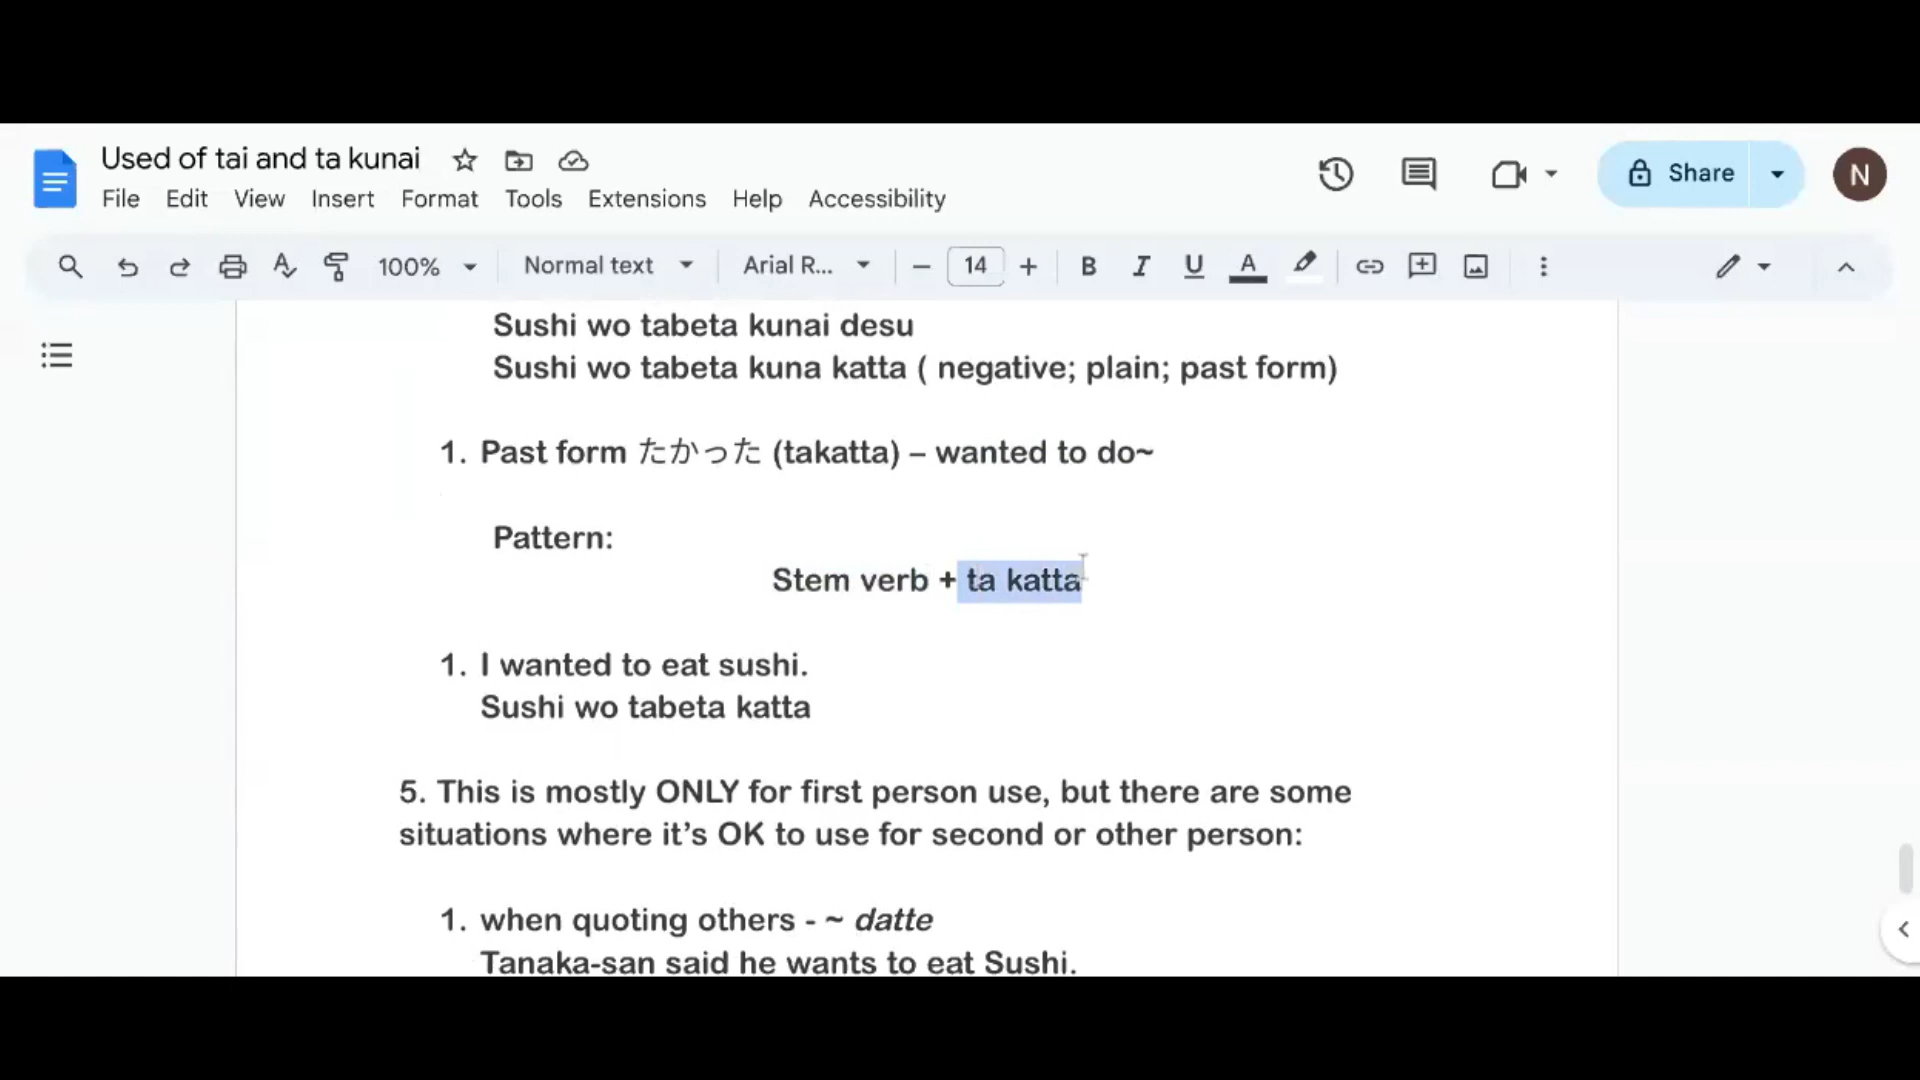 Used of tai and ta kunai
File Edit View Insert Format Tools Extensions Help Accessibility
Share
N
100% Normal text Arial R... 14 B I U A
Sushi wo tabeta kunai desu
Sushi wo tabeta kuna katta ( negative; plain; past form)
1. Past form たかった (takatta) – wanted to do~
Pattern:
Stem verb + ta katta
1. I wanted to eat sushi.
Sushi wo tabeta katta
5. This is mostly ONLY for first person use, but there are some
situations where it’s OK to use for second or other person:
1. when quoting others - ~ datte
Tanaka-san said he wants to eat Sushi.